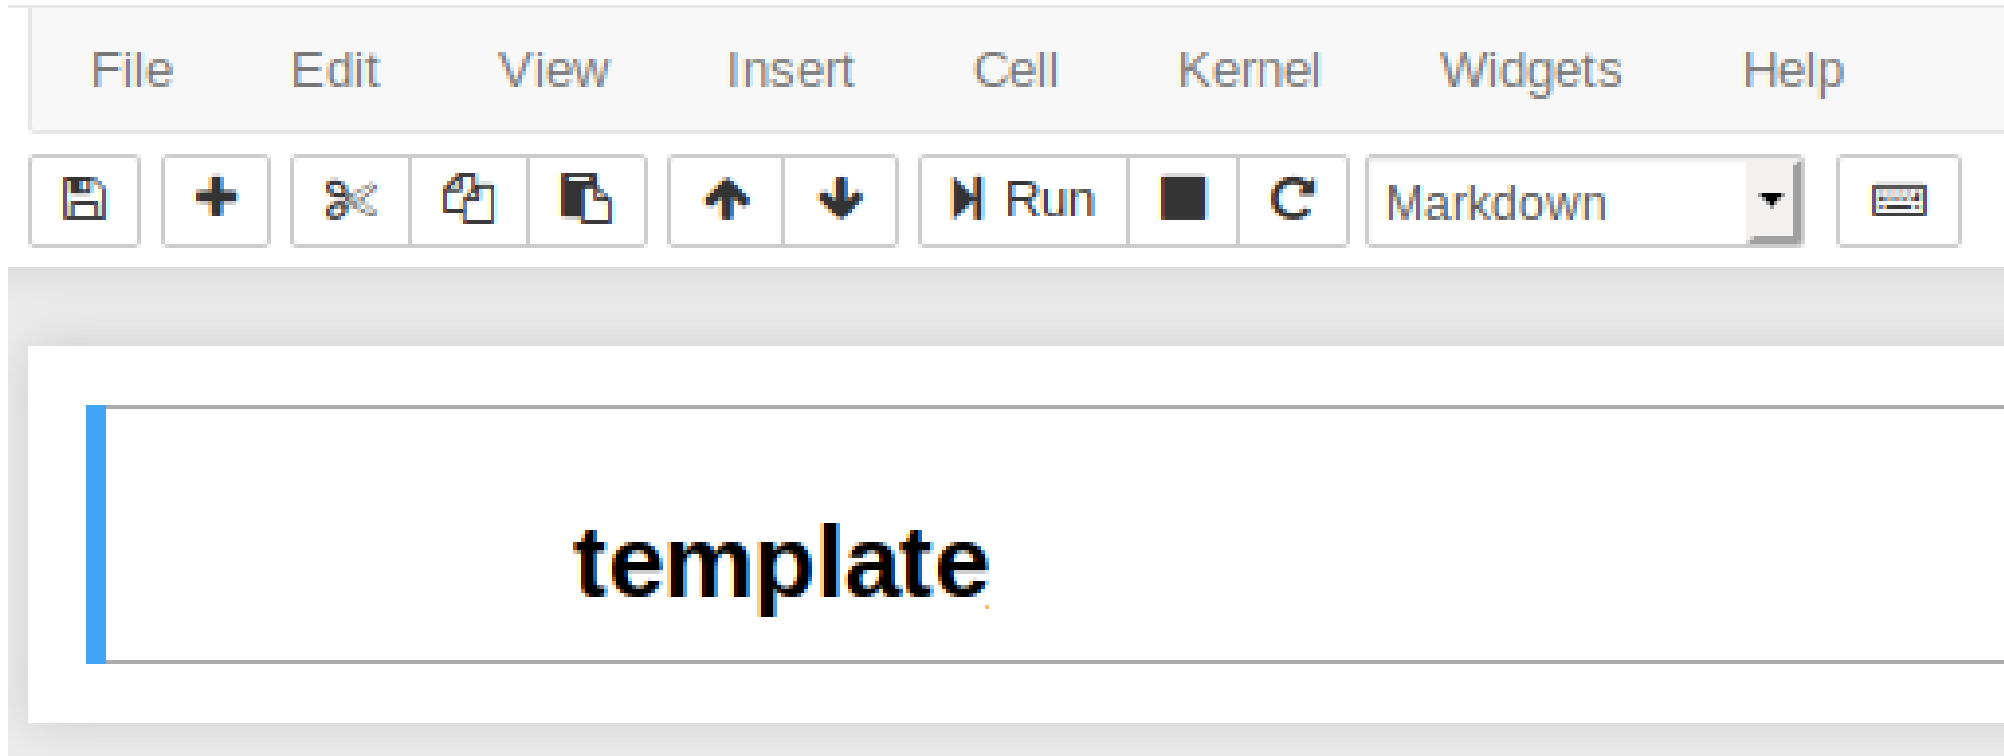 File Edit View Insert Cell Kernel Widgets Help
Run Markdown
template